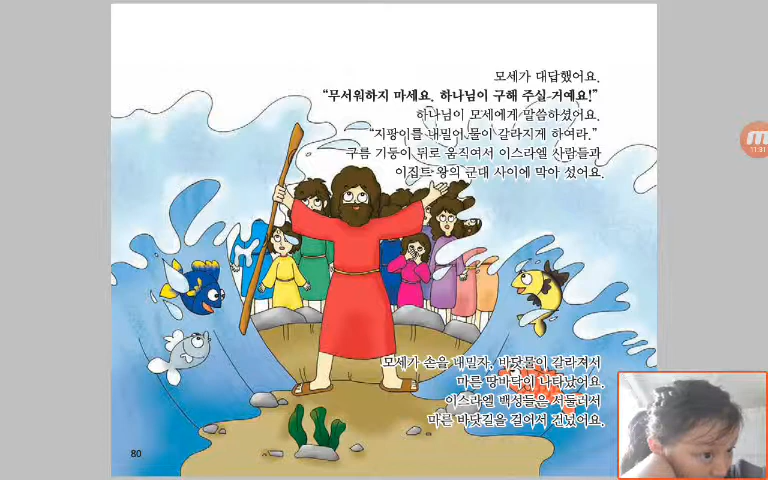 모세가 대답했어요.
“무서워하지 마세요. 하나님이 구해 주실 거예요!”
하나님이 모세에게 말씀하셨어요.
“지팡이를 내밀어 물이 갈라지게 하여라.”
구름 기둥이 뒤로 움직여서 이스라엘 사람들과
이집트 왕의 군대 사이에 막아 섰어요.
모세가 손을 내밀자, 바닷물이 갈라져서
마른 땅바닥이 나타났어요.
이스라엘 백성들은 서둘러서
마른 바닷길을 걸어서 건넜어요.
80
M
11:31